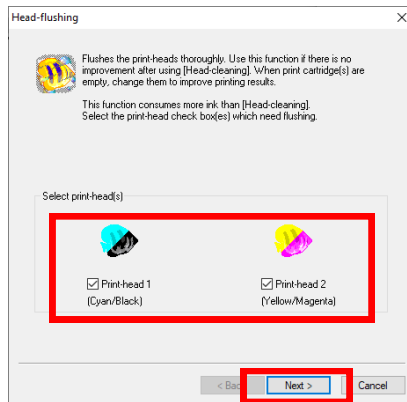 Head-flushing
Flushes the print-heads thoroughly. Use this function if there is no
improvement after using [Head-cleaning]. When print cartridge(s) are
empty, change them to improve printing results.
This function consumes more ink than [Head-cleaning].
Select the print-head check box(es) which need flushing.
Select print-head(s)
Print-head 1
(Cyan/Black)
Print-head 2
(Yellow/Magenta)
< Bac
Next >
Cancel